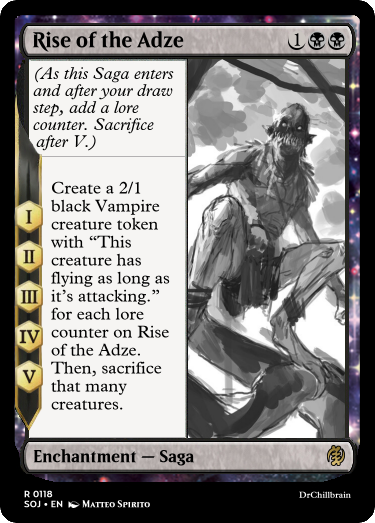 Rise of the Adze 1
(As this Saga enters
and after your draw
step, add a lore
counter. Sacrifice
after V.)
I
II
III
IV
V
Create a 2/1
black Vampire
creature token
with “This
creature has
flying as long as
it’s attacking.”
for each lore
counter on Rise
of the Adze.
Then, sacrifice
that many
creatures.
Enchantment — Saga
R 0118
SOJ • EN Matteo Spirito
DrChillbrain